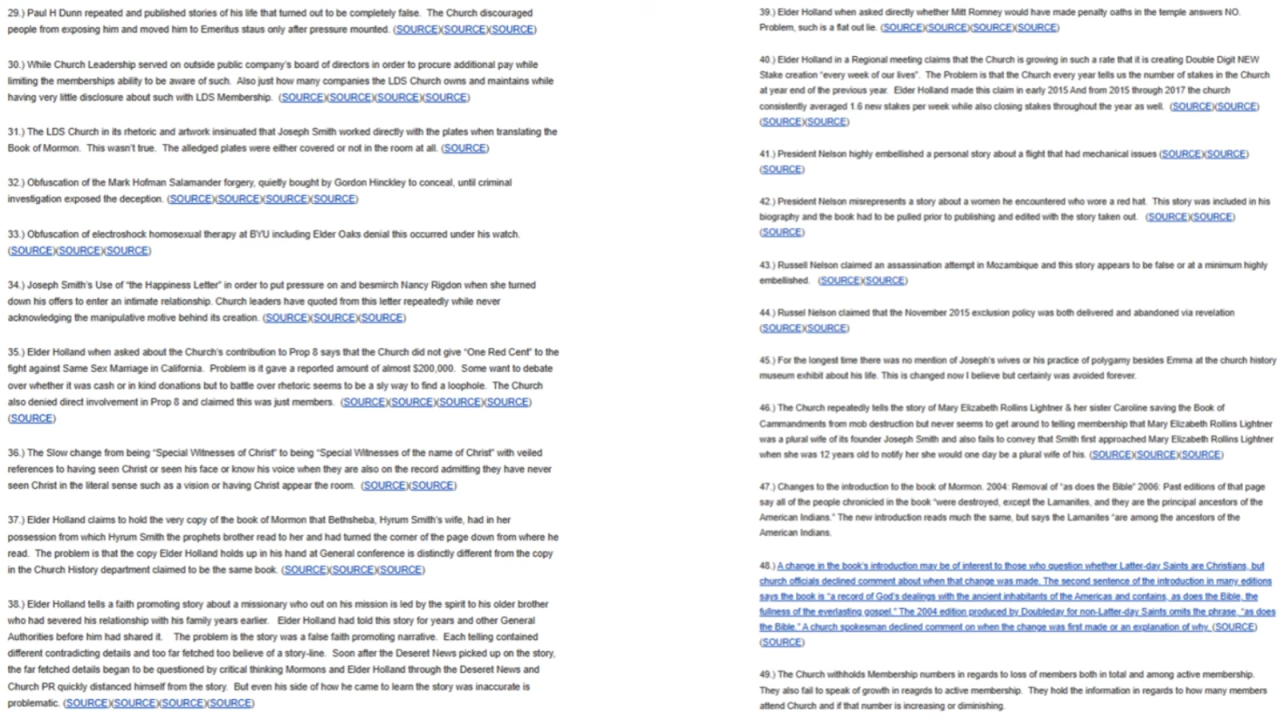 29.) Paul H Dunn repeated and published stories of his life that turned out to be completely false.  The Church discouraged
people from exposing him and moved him to Emeritus staus only after pressure mounted. (SOURCE)(SOURCE)(SOURCE)
30.) While Church Leadership served on outside public company's board of directors in order to procure additional pay while
limiting the memberships ability to be aware of such.  Also just how many companies the LDS Church owns and maintains while
having very little disclosure about such with LDS Membership.  (SOURCE)(SOURCE)(SOURCE)(SOURCE)
31.) The LDS Church in its rhetoric and artwork insinuated that Joseph Smith worked directly with the plates when translating the
Book of Mormon.  This wasn't true.  The alledged plates were either covered or not in the room at all. (SOURCE)
32.) Obfuscation of the Mark Hofman Salamander forgery, quietly bought by Gordon Hinckley to conceal, until criminal
investigation exposed the deception. (SOURCE)(SOURCE)(SOURCE)(SOURCE)
33.) Obfuscation of electroshock homosexual therapy at BYU including Elder Oaks denial this occurred under his watch.
(SOURCE)(SOURCE)(SOURCE)
34.) Joseph Smith's Use of "the Happiness Letter" in order to put pressure on and besmirch Nancy Rigdon when she turned
down his offers to enter an intimate relationship. Church leaders have quoted from this letter repeatedly while never
acknowledging the manipulative motive behind its creation. (SOURCE)(SOURCE)(SOURCE)
35.) Elder Holland when asked about the Church's contribution to Prop 8 says that the Church did not give "One Red Cent" to the
fight against Same Sex Marriage in California.  Problem is it gave a reported amount of almost $200,000.  Some want to debate
over whether it was cash or in kind donations but to battle over rhetoric seems to be a sly way to find a loophole.  The Church
also denied direct involvement in Prop 8 and claimed this was just members.  (SOURCE)(SOURCE)(SOURCE)(SOURCE)
(SOURCE)
36.) The Slow change from being "Special Witnesses of Christ" to being "Special Witnesses of the name of Christ" with veiled
references to having seen Christ or seen his face or know his voice when they are also on the record admitting they have never
seen Christ in the literal sense such as a vision or having Christ appear the room.  (SOURCE)(SOURCE)
37.) Elder Holland claims to hold the very copy of the book of Mormon that Bethsheba, Hyrum Smith's wife, had in her
possession from which Hyrum Smith the prophets brother read to her and had turned the corner of the page down from where he
read.  The problem is that the copy Elder Holland holds up in his hand at General conference is distinctly different from the copy
in the Church History department claimed to be the same book. (SOURCE)(SOURCE)(SOURCE)
38.) Elder Holland tells a faith promoting story about a missionary who out on his mission is led by the spirit to his older brother
who had severed his relationship with his family years earlier.   Elder Holland had told this story for years and other General
Authorities before him had shared it.   The problem is the story was a false faith promoting narrative.  Each telling contained
different contradicting details and too far fetched too believe of a story-line.  Soon after the Deseret News picked up on the story,
the far fetched details began to be questioned by critical thinking Mormons and Elder Holland through the Deseret News and
Church PR quickly distanced himself from the story.  But even his side of how he came to learn the story was inaccurate is
problematic. (SOURCE)(SOURCE)(SOURCE)(SOURCE)
39.) Elder Holland when asked directly whether Mitt Romney would have made penalty oaths in the temple answers NO.
Problem, such is a flat out lie. (SOURCE)(SOURCE)(SOURCE)(SOURCE)
40.) Elder Holland in a Regional meeting claims that the Church is growing in such a rate that it is creating Double Digit NEW
Stake creation "every week of our lives".  The Problem is that the Church every year tells us the number of stakes in the Church
at year end of the previous year.  Elder Holland made this claim in early 2015 And from 2015 through 2017 the church
consistently averaged 1.6 new stakes per week while also closing stakes throughout the year as well.  (SOURCE)(SOURCE)
(SOURCE)(SOURCE)
41.) President Nelson highly embellished a personal story about a flight that had mechanical issues (SOURCE)(SOURCE)
(SOURCE)
42.) President Nelson misrepresents a story about a women he encountered who wore a red hat.  This story was included in his
biography and the book had to be pulled prior to publishing and edited with the story taken out.  (SOURCE)(SOURCE)
(SOURCE)
43.) Russell Nelson claimed an assassination attempt in Mozambique and this story appears to be false or at a minimum highly
embellished.  (SOURCE)(SOURCE)
44.) Russel Nelson claimed that the November 2015 exclusion policy was both delivered and abandoned via revelation
(SOURCE)(SOURCE)
45.) For the longest time there was no mention of Joseph's wives or his practice of polygamy besides Emma at the church history
museum exhibit about his life. This is changed now I believe but certainly was avoided forever.
46.) The Church repeatedly tells the story of Mary Elizabeth Rollins Lightner & her sister Caroline saving the Book of
Cammandments from mob destruction but never seems to get around to telling membership that Mary Elizabeth Rollins Lightner
was a plural wife of its founder Joseph Smith and also fails to convey that Smith first approached Mary Elizabeth Rollins Lightner
when she was 12 years old to notify her she would one day be a plural wife of his. (SOURCE)(SOURCE)(SOURCE)
47.) Changes to the introduction to the book of Mormon. 2004: Removal of "as does the Bible" 2006: Past editions of that page
say all of the people chronicled in the book "were destroyed, except the Lamanites, and they are the principal ancestors of the
American Indians." The new introduction reads much the same, but says the Lamanites "are among the ancestors of the
American Indians.
48.) A change in the book's introduction may be of interest to those who question whether Latter-day Saints are Christians, but
church officials declined comment about when that change was made. The second sentence of the introduction in many editions
says the book is "a record of God's dealings with the ancient inhabitants of the Americas and contains, as does the Bible, the
fullness of the everlasting gospel." The 2004 edition produced by Doubleday for non-Latter-day Saints omits the phrase, "as does
the Bible." A church spokesman declined comment on when the change was first made or an explanation of why. (SOURCE)
(SOURCE)
49.) The Church withholds Membership numbers in regards to loss of members both in total and among active membership.
They also fail to speak of growth in reagrds to active membership.  They hold the information in regards to how many members
attend Church and if that number is increasing or diminishing.